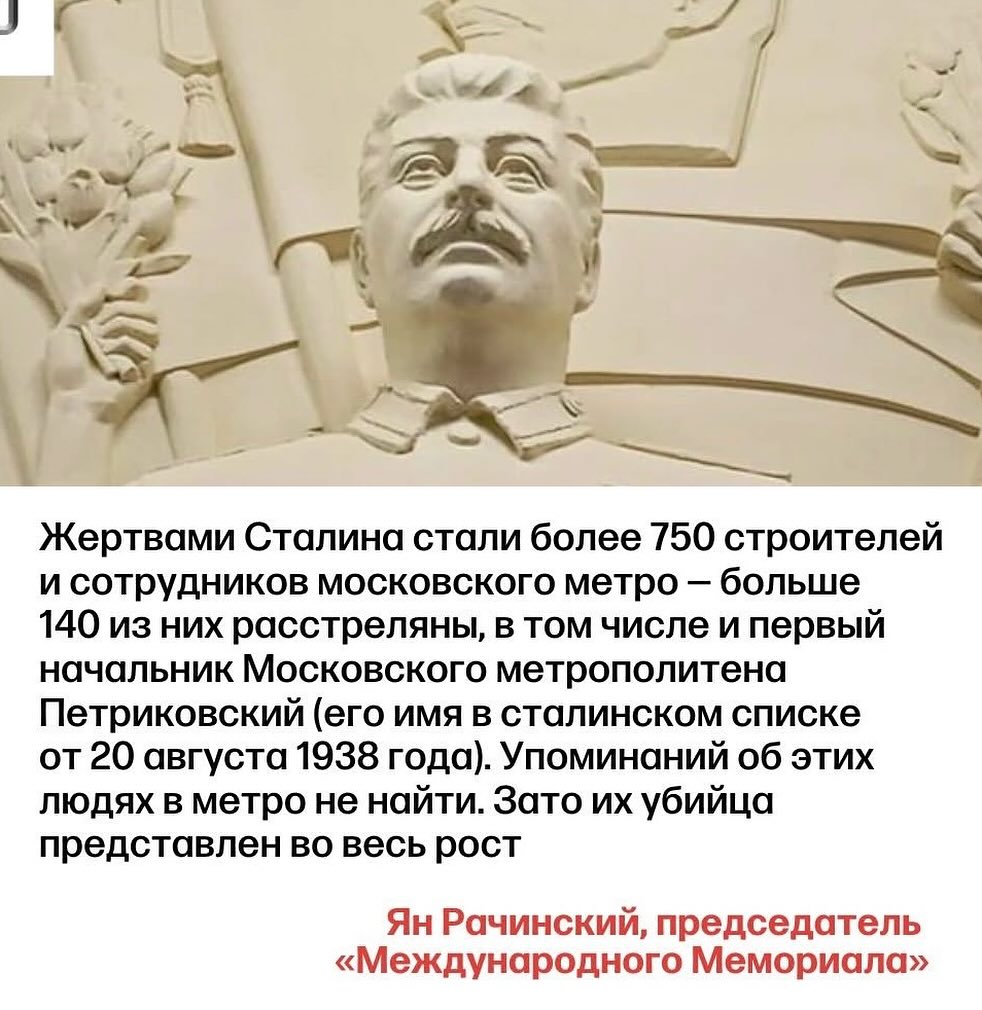 Жертвами Сталина стали более 750 строителей
и сотрудников московского метро — больше
140 из них расстреляны, в том числе и первый
начальник Московского метрополитена
Петриковский (его имя в сталинском списке
от 20 августа 1938 года). Упоминаний об этих
людях в метро не найти. Зато их убийца
представлен во весь рост
Ян Рачинский, председатель
«Международного Мемориала»